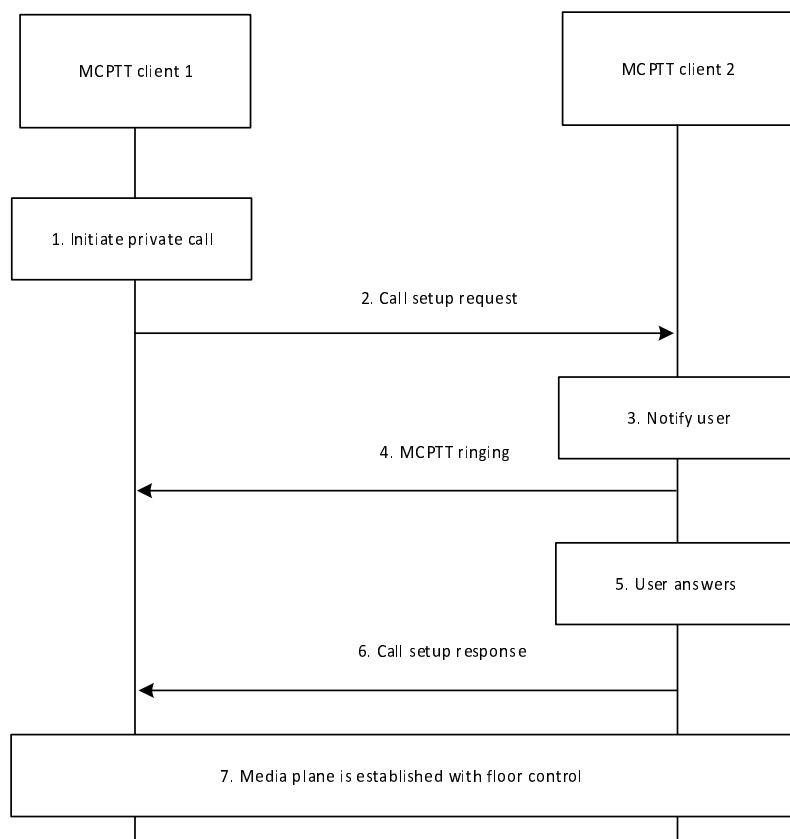 MCPTT client 1
MCPTT client 2
1. Initiate private call
2. Call setup request
3. Notify user
4. MCPTT ringing
5. User answers
6. Call setup response
7. Media plane is established with floor control